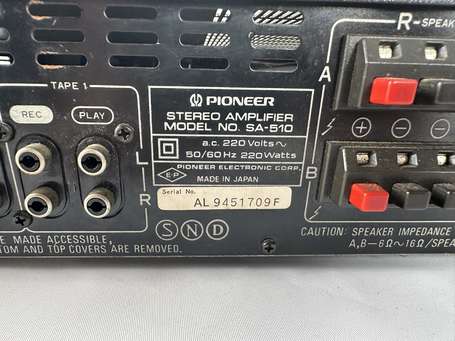 R-SPEAK
A
TAPE 1
REC PLAY
PIONEER
STEREO AMPLIFIER
MODEL NO. SA-510
a.c. 220 Volts~
50/60 Hz 220 Watts
PIONEER ELECTRONIC CORP.
E-P MADE IN JAPAN
L
R
B
Serial No.
AL 9451709F
S N D
E MADE ACCESSIBLE,
TOM AND TOP COVERS ARE REMOVED.
CAUTION: SPEAKER IMPEDANCE
A,B—6Ω~16Ω/SPEA